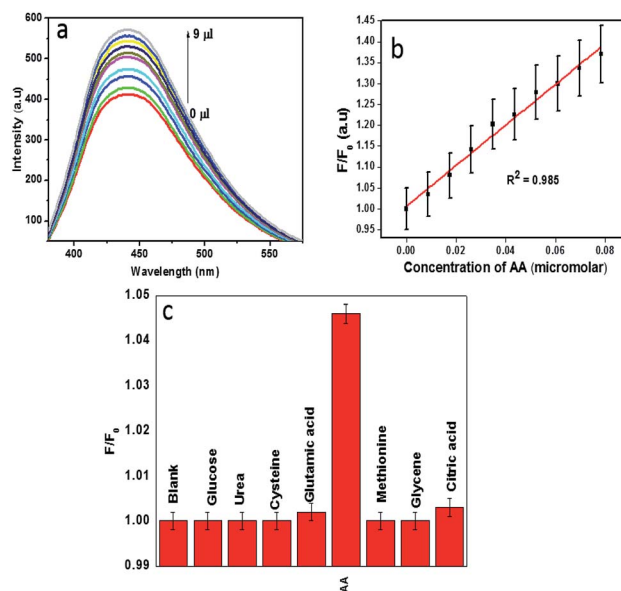 a
600
500
400
300
200
100
Intensity (a.u)
9 µl
0 µl
400 450 500 550
Wavelength (nm)
b
1.45
1.40
1.35
1.30
1.25
1.20
1.15
1.10
1.05
1.00
0.95
F/F0 (a.u)
R2 = 0.985
0.00 0.02 0.04 0.06 0.08
Concentration of AA (micromolar)
c
1.05
1.04
1.02
1.01
1.00
0.99
F/F0
Blank
Glucose
Urea
Cysteine
Glutamic acid
AA
Methionine
Glycene
Citric acid